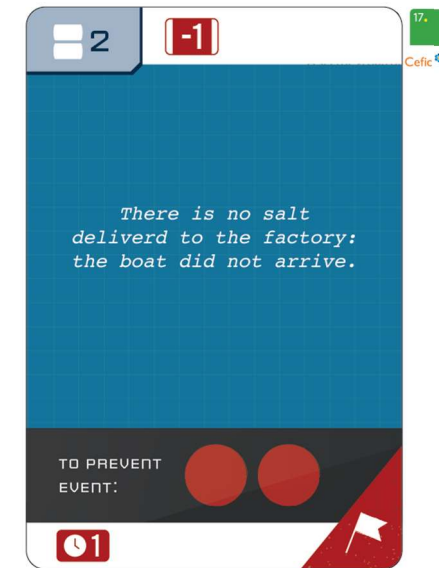 2
-1
17.
Cefic
There is no salt
deliverd to the factory:
the boat did not arrive.
TO PREVENT
EVENT:
1